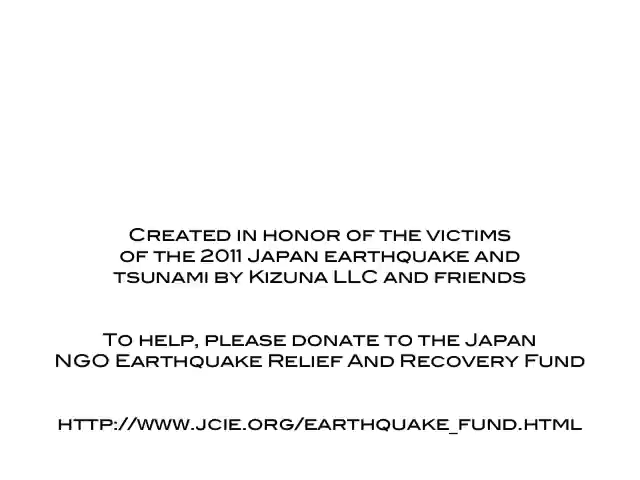 Created in honor of the victims
of the 2011 Japan earthquake and
tsunami by Kizuna LLC and friends
To help, please donate to the Japan
NGO Earthquake Relief And Recovery Fund
http://www.jcie.org/earthquake_fund.html